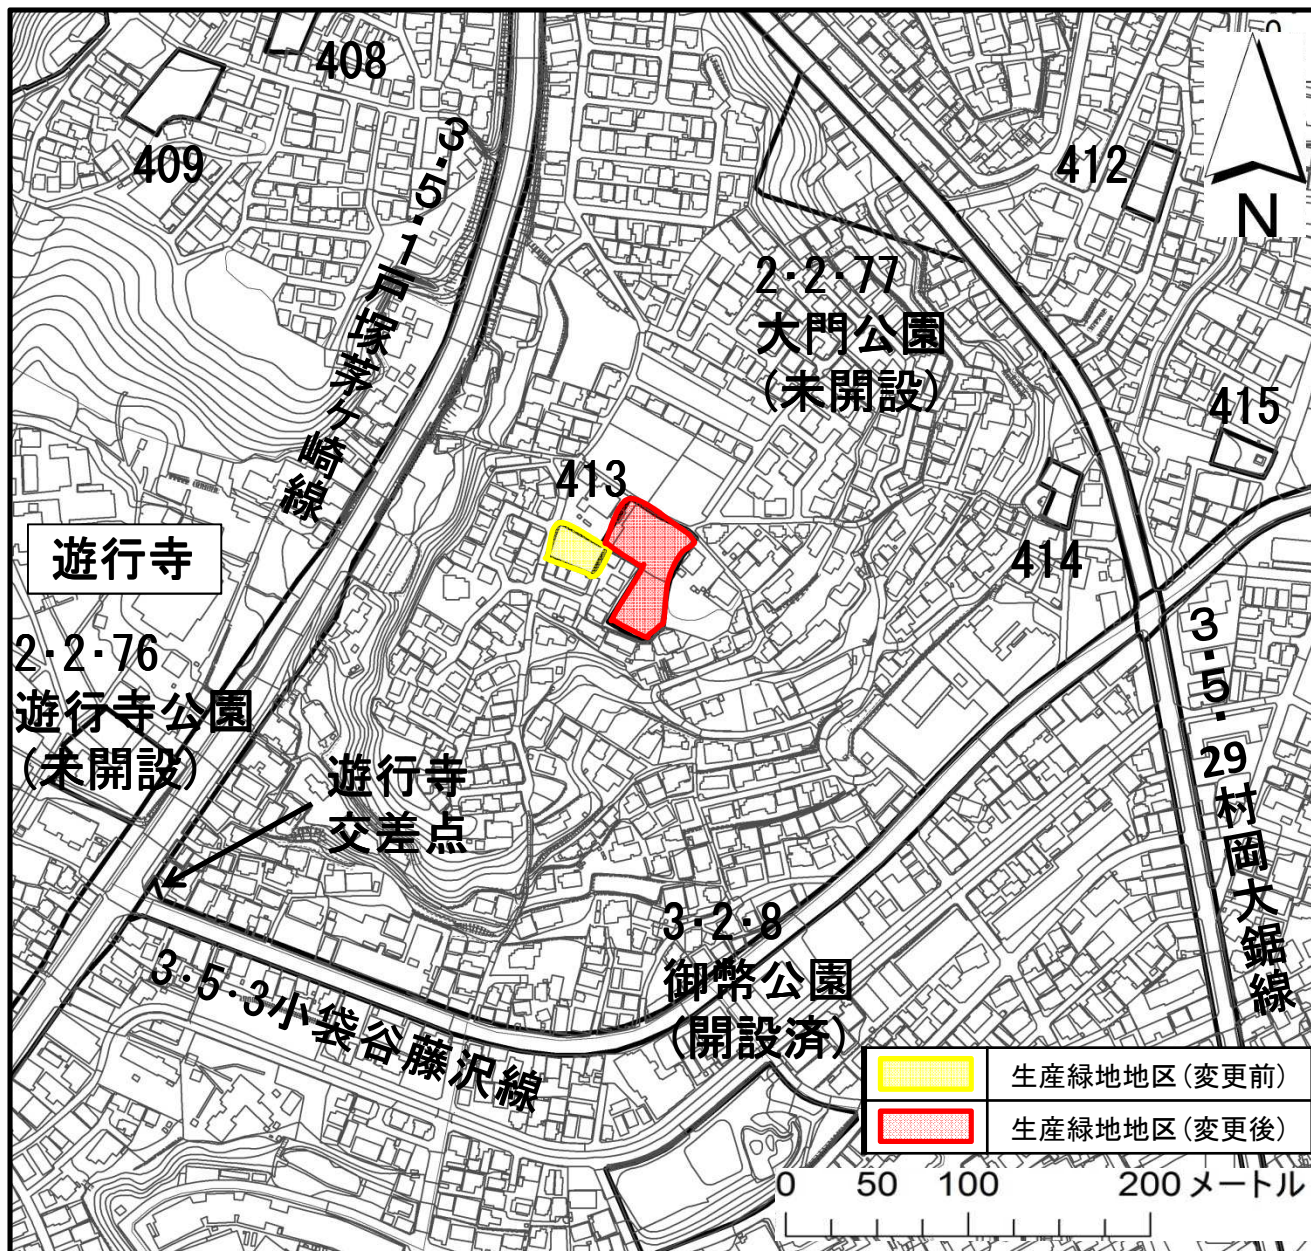 408
409
3・5・1戸塚茅ヶ崎線
412
0
N
2・2・77
大門公園
(未開設)
415
413
414
遊行寺
2・2・76
遊行寺公園
(未開設)
遊行寺
交差点
3・5・29村岡大鋸線
3・2・8
御幣公園
(開設済)
3・5・3小袋谷藤沢線
生産緑地地区(変更前)
生産緑地地区(変更後)
0 50 100 200メートル